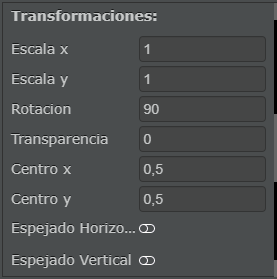 Transformaciones:
Escala x 1
Escala y 1
Rotacion 90
Transparencia 0
Centro x 0,5
Centro y 0,5
Espejado Horizo...
Espejado Vertical